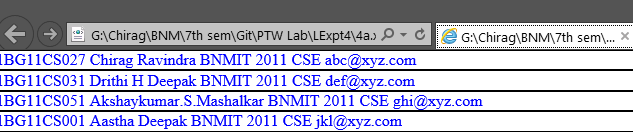 G:\Chirag\BNM\7th sem\Git\PTW Lab\LExpt4\4a.x
G:\Chirag\BNM\7th sem\...
1BG11CS027 Chirag Ravindra BNMIT 2011 CSE abc@xyz.com
1BG11CS031 Drithi H Deepak BNMIT 2011 CSE def@xyz.com
1BG11CS051 Akshaykumar.S.Mashalkar BNMIT 2011 CSE ghi@xyz.com
1BG11CS001 Aastha Deepak BNMIT 2011 CSE jkl@xyz.com